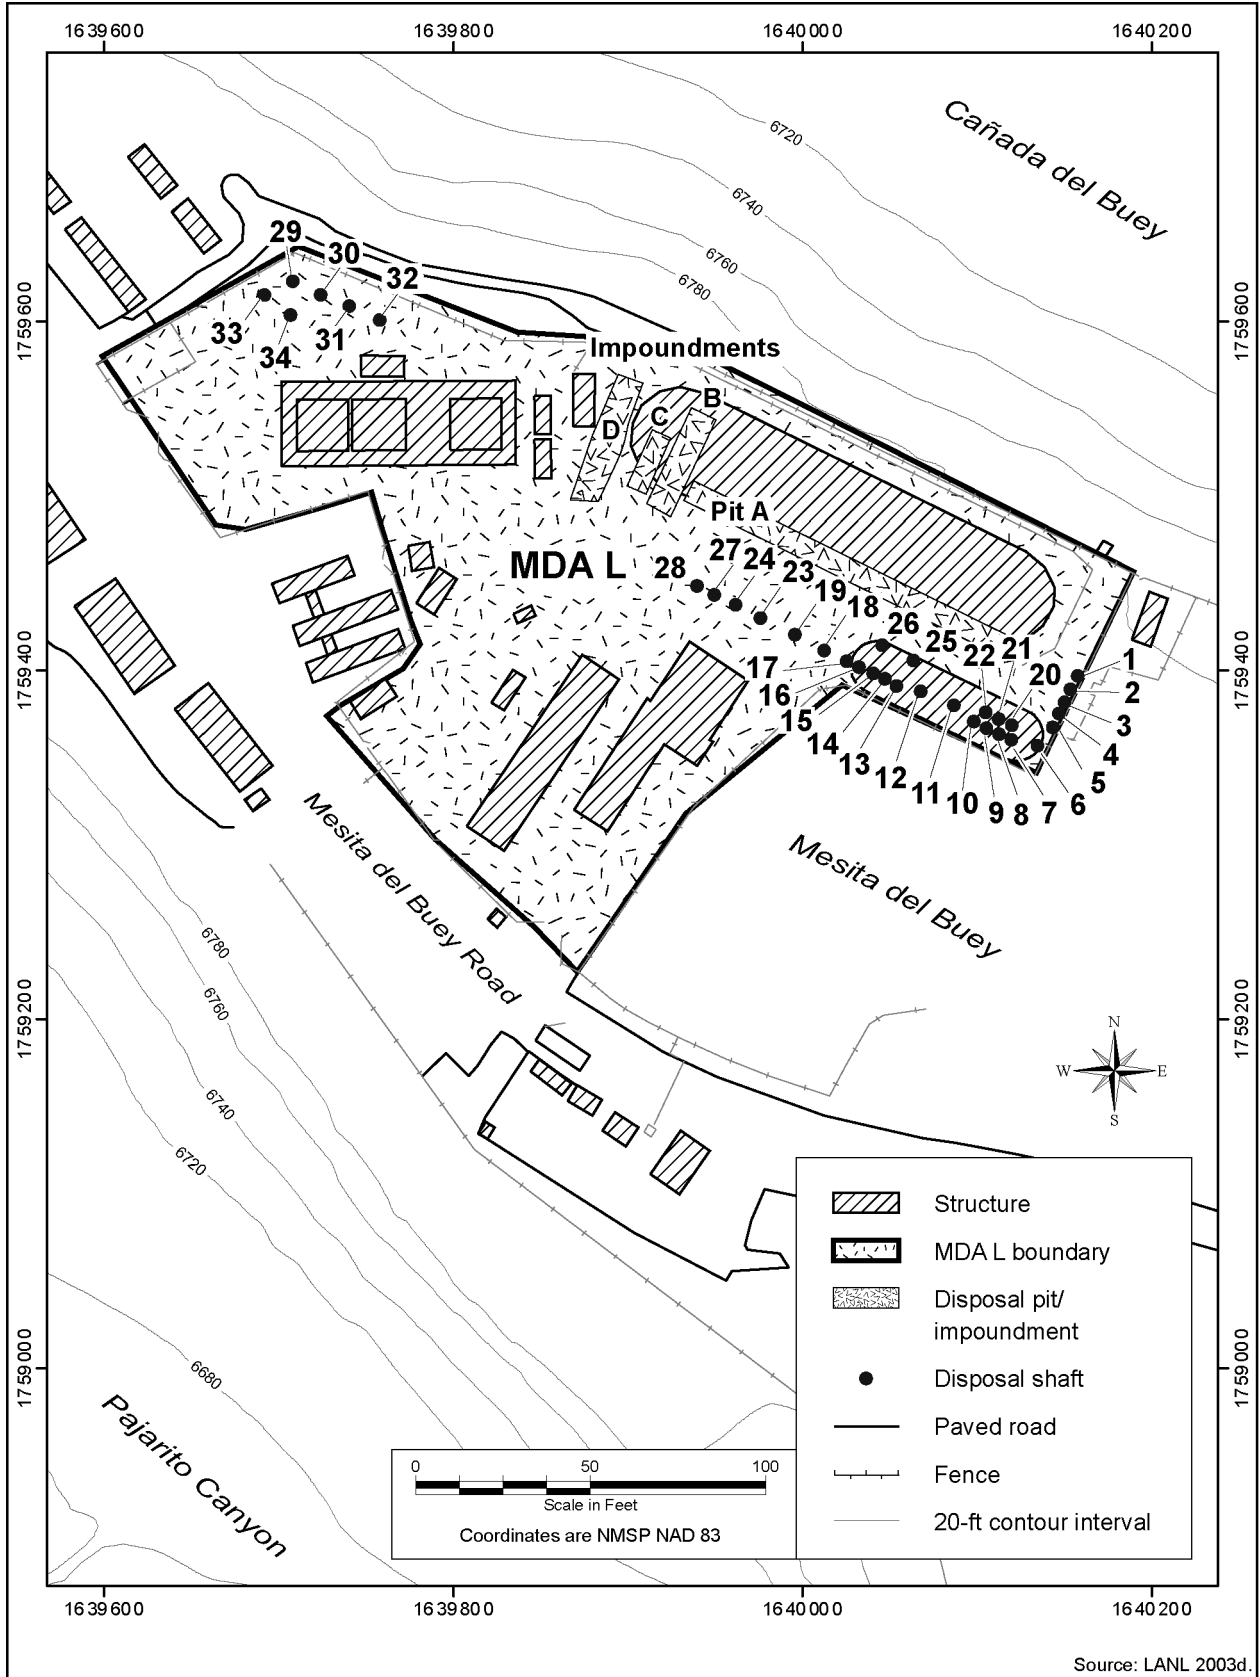 1639600 1639800 1640000 1640200
Cañada del Buey
6720
6740
6760
6780
1759600 1759600
29
30
32
33
31
34
Impoundments
B
C
D
Pit A
MDA L
28 27 24 23 19 18
26 25 22 21 20
1759400 1759400
17
16
15
14
13
12
11
10
9
8
7
6
5
4
3
2
1
Mesita del Buey
Mesita del Buey Road
6780
6760
6740
6720
6680
1759200 1759200
N
W E
S
Structure
MDA L boundary
Disposal pit/
impoundment
Disposal shaft
Paved road
Fence
20-ft contour interval
1759000 1759000
Pajarito Canyon
0 50 100
Scale in Feet
Coordinates are NMSP NAD 83
1639600 1639800 1640000 1640200
Source: LANL 2003d.